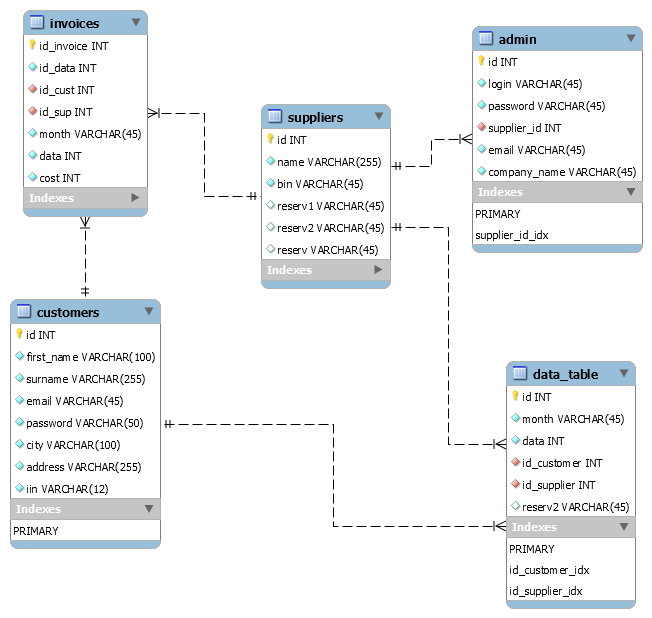 invoices
id_invoice INT
id_data INT
id_cust INT
id_sup INT
month VARCHAR(45)
data INT
cost INT
Indexes
suppliers
id INT
name VARCHAR(255)
bin VARCHAR(45)
reserv1 VARCHAR(45)
reserv2 VARCHAR(45)
reserv VARCHAR(45)
Indexes
admin
id INT
login VARCHAR(45)
password VARCHAR(45)
supplier_id INT
email VARCHAR(45)
company_name VARCHAR(45)
Indexes
PRIMARY
supplier_id_idx
customers
id INT
first_name VARCHAR(100)
surname VARCHAR(255)
email VARCHAR(45)
password VARCHAR(50)
city VARCHAR(100)
address VARCHAR(255)
iin VARCHAR(12)
Indexes
PRIMARY
data_table
id INT
month VARCHAR(45)
data INT
id_customer INT
id_supplier INT
reserv2 VARCHAR(45)
Indexes
PRIMARY
id_customer_idx
id_supplier_idx